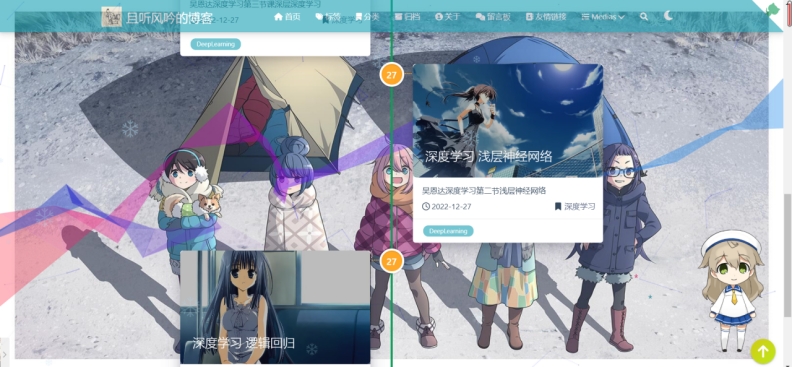 且听风吟的博客
首页
标签
分类
归档
关于
留言板
友情链接
Medias
吴恩达深度学习第三节课深层深度学习
2022-12-27
深度学习
DeepLearning
27
深度学习 浅层神经网络
吴恩达深度学习第二节浅层神经网络
2022-12-27
深度学习
DeepLearning
27
深度学习 逻辑回归